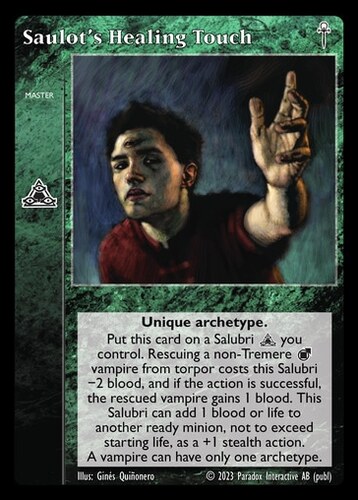 Saulot's Healing Touch
MASTER
Unique archetype.
Put this card on a Salubri you
control. Rescuing a non-Tremere
vampire from torpor costs this Salubri
−2 blood, and if the action is successful,
the rescued vampire gains 1 blood. This
Salubri can add 1 blood or life to
another ready minion, not to exceed
starting life, as a +1 stealth action.
A vampire can have only one archetype.
Illus: Ginés Quiñonero © 2023 Paradox Interactive AB (publ)